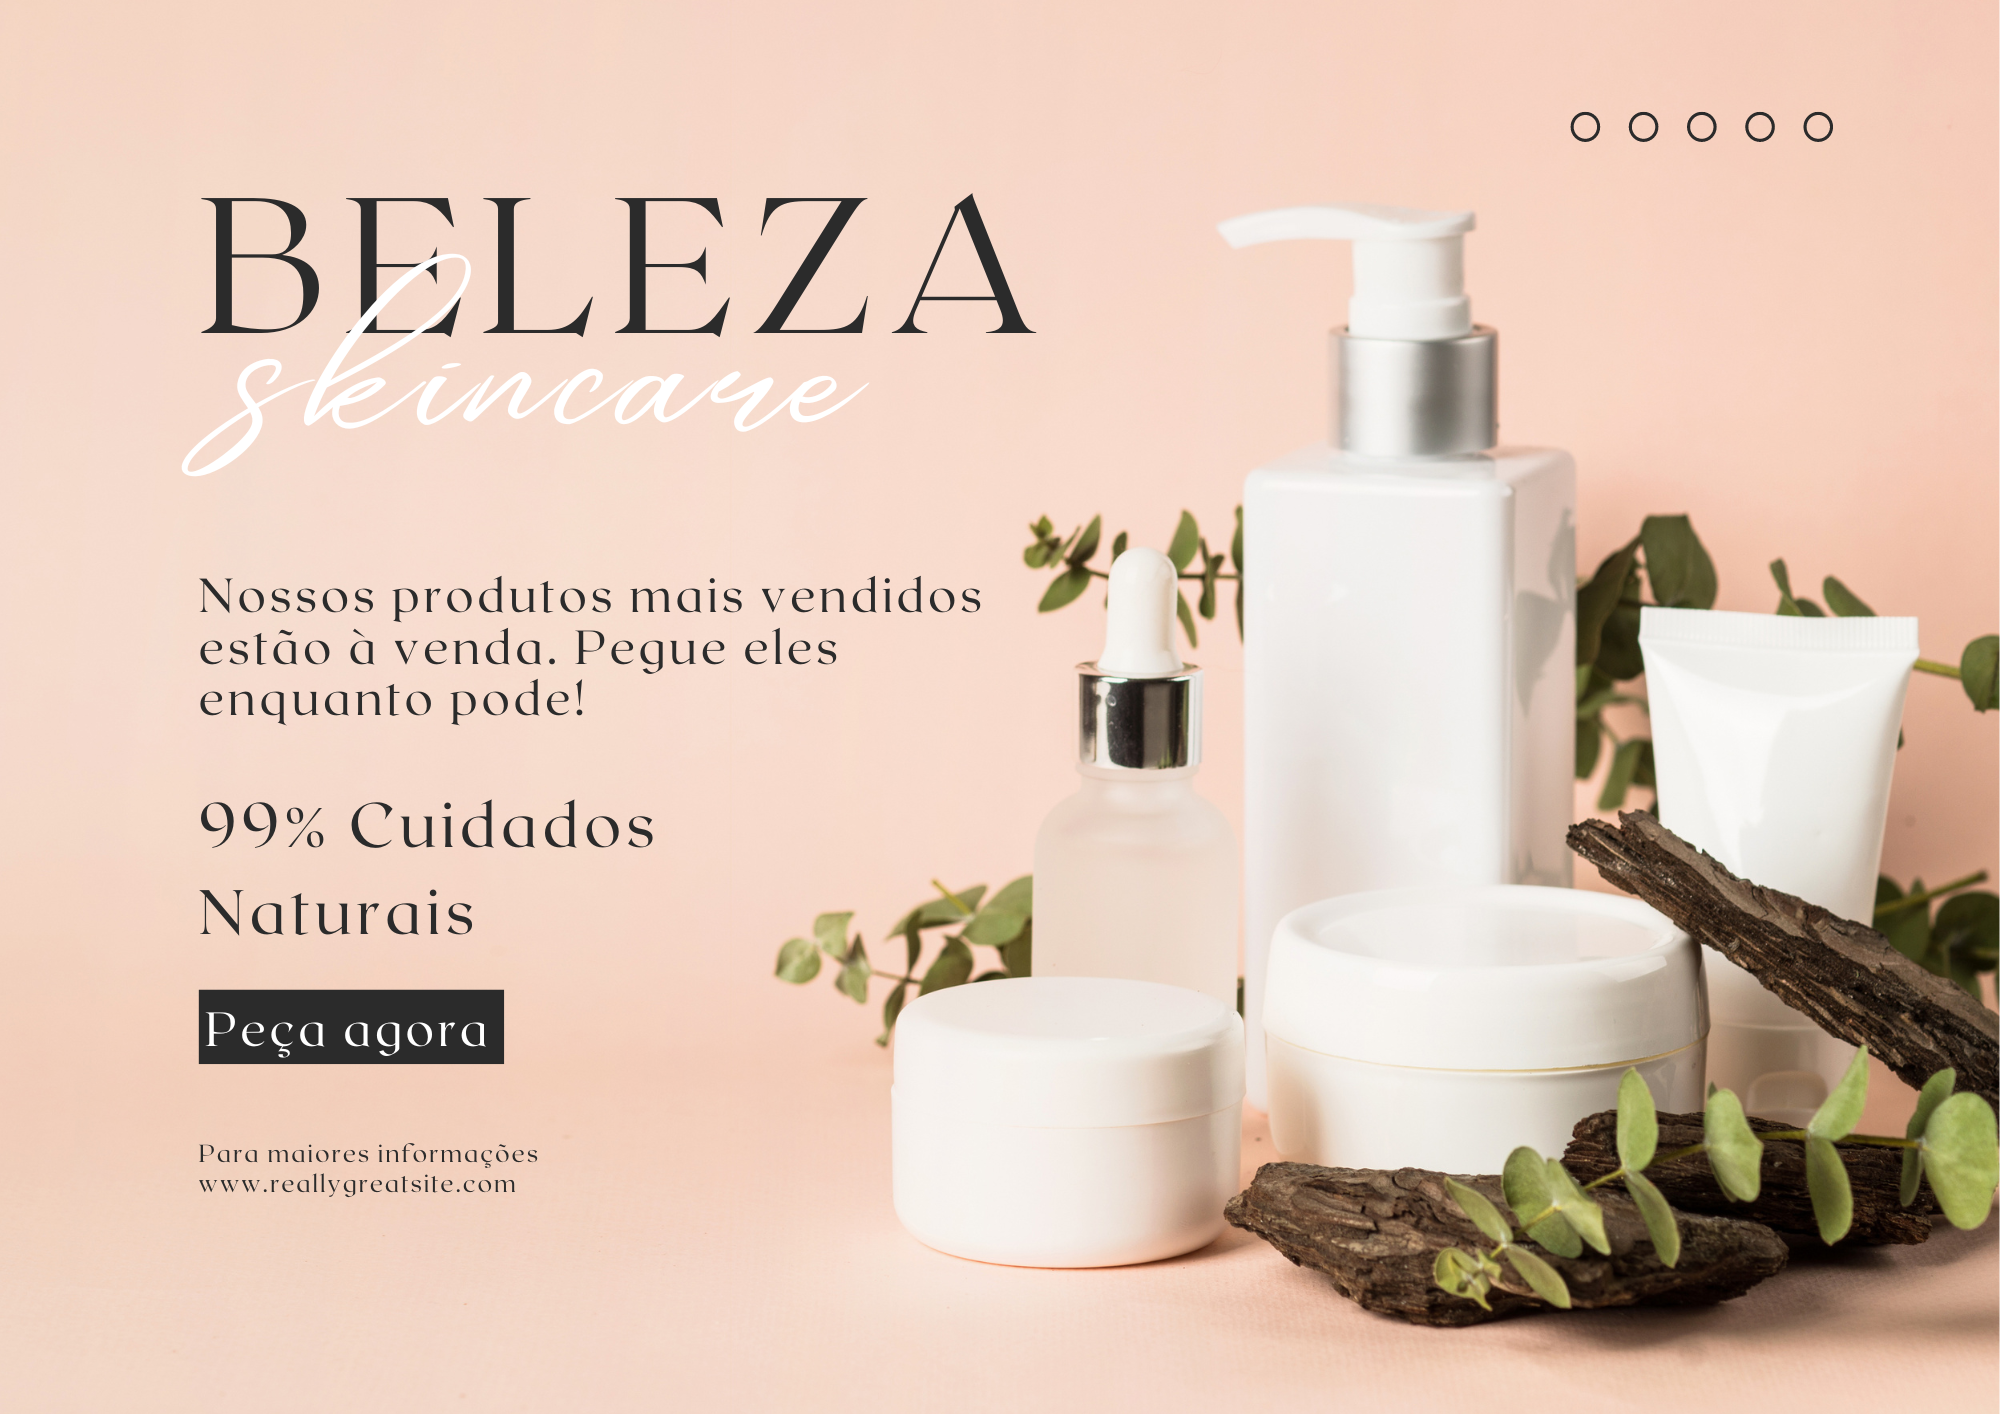 BELEZA
skincare
Nossos produtos mais vendidos
estão à venda. Pegue eles
enquanto pode!
99% Cuidados
Naturais
Peça agora
Para maiores informações
www.reallygreatsite.com